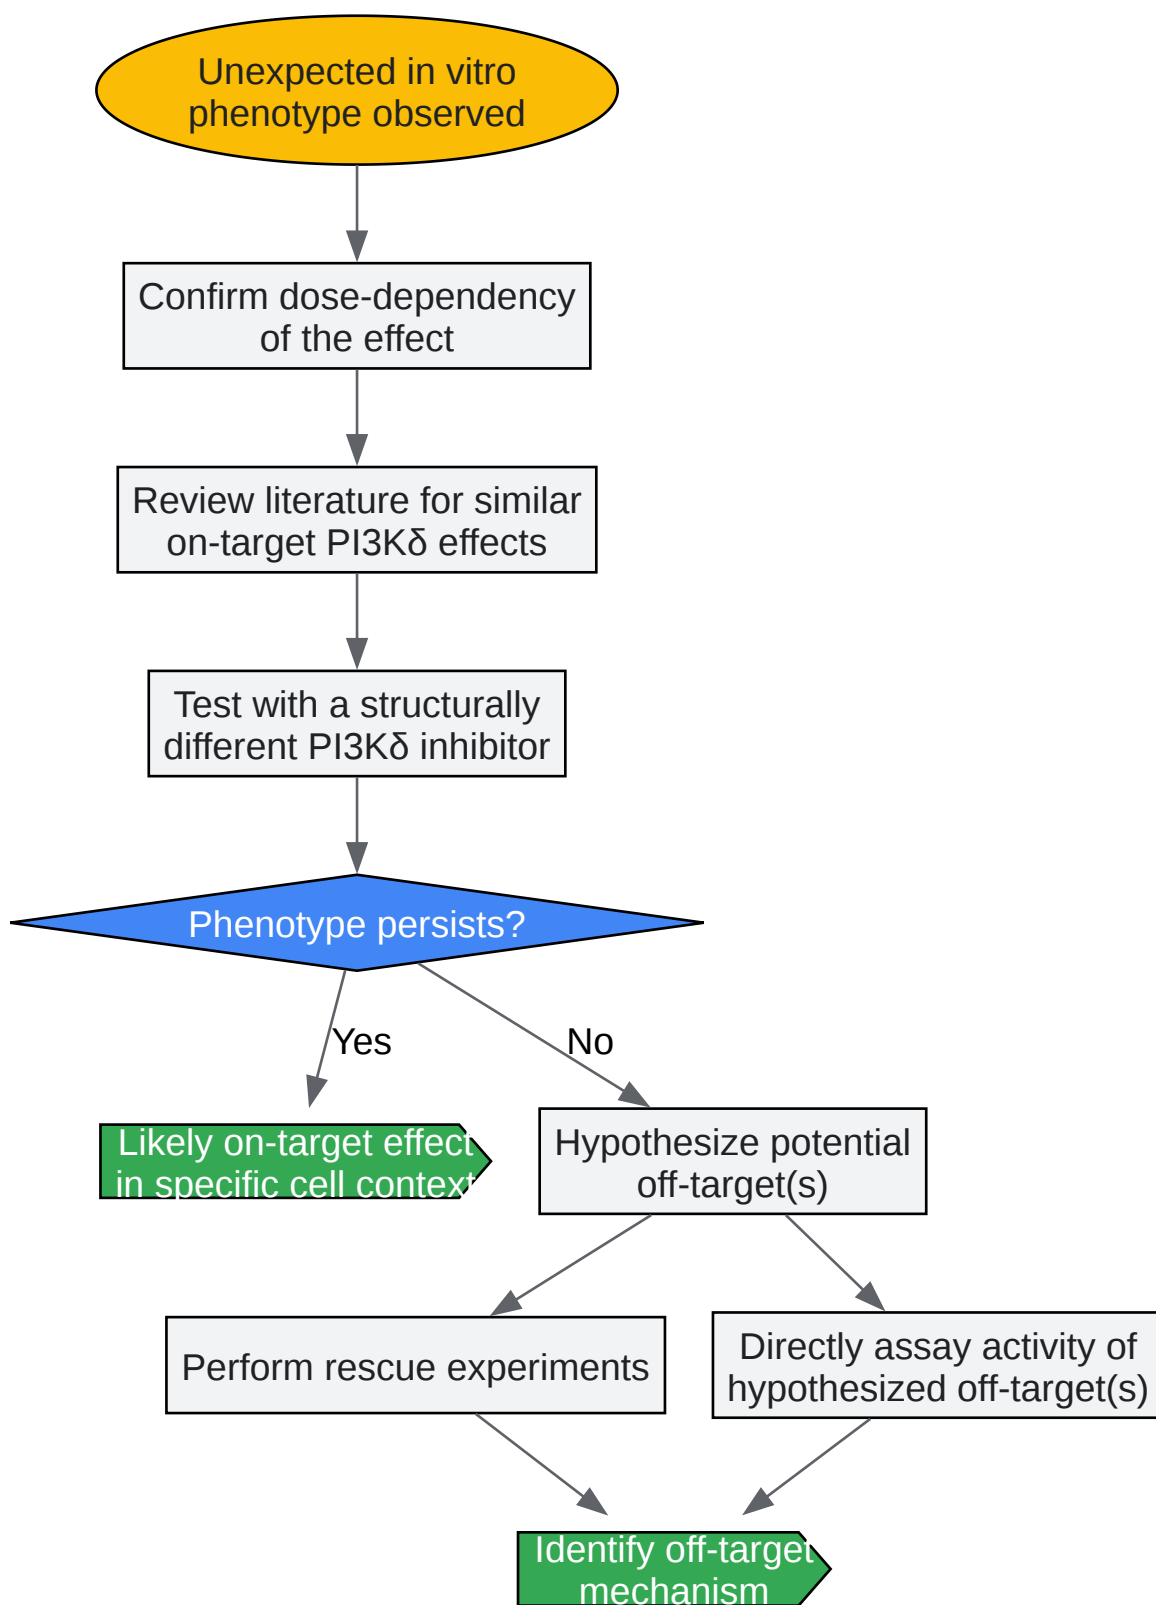 Unexpected in vitro
phenotype observed
Confirm dose-dependency
of the effect
Review literature for similar
on-target PI3Kδ effects
Test with a structurally
different PI3Kδ inhibitor
Phenotype persists?
Yes
No
Likely on-target effect
in specific cell context
Hypothesize potential
off-target(s)
Perform rescue experiments
Directly assay activity of
hypothesized off-target(s)
Identify off-target
mechanism